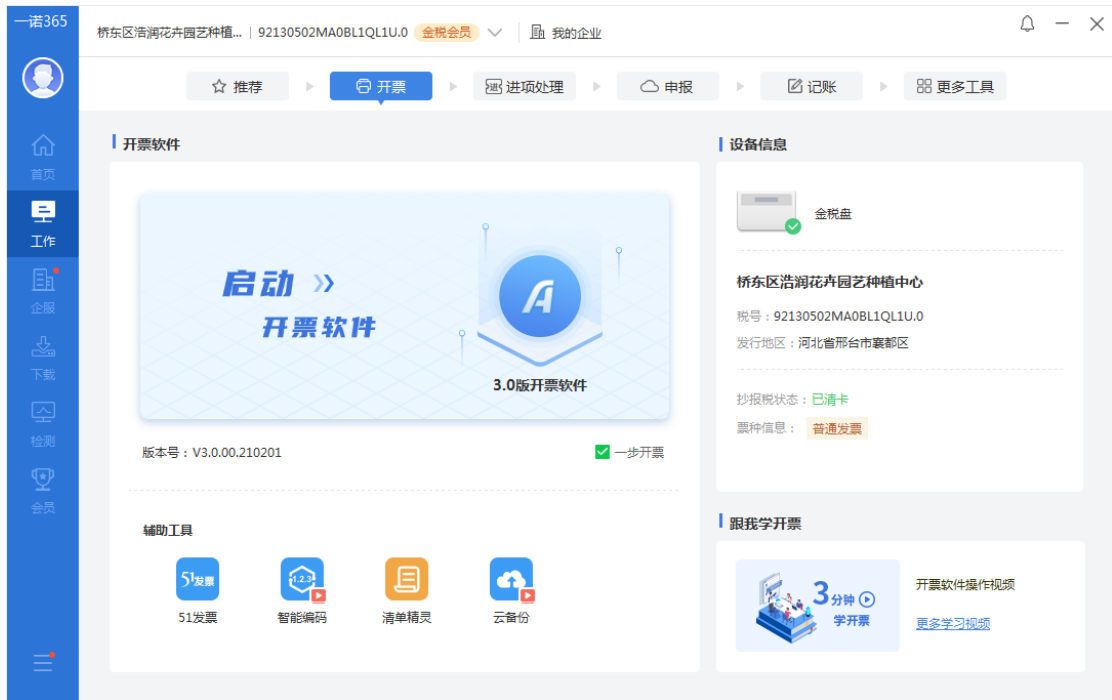 一诺365
桥东区浩润花卉园艺种植... | 92130502MA0BL1QL1U.0 金税会员 我的企业
推荐 开票 进项处理 申报 记账 更多工具
首页
工作
企服
下载
检测
会员
开票软件
启动
开票软件
3.0版开票软件
版本号：V3.0.00.210201 一步开票
辅助工具
51发票 1.2.3
51发票 智能编码 清单精灵 云备份
设备信息
金税盘
桥东区浩润花卉园艺种植中心
税号：92130502MA0BL1QL1U.0
发行地区：河北省邢台市襄都区
抄报税状态：已清卡
票种信息： 普通发票
跟我学开票
3分钟
学开票
开票软件操作视频
更多学习视频